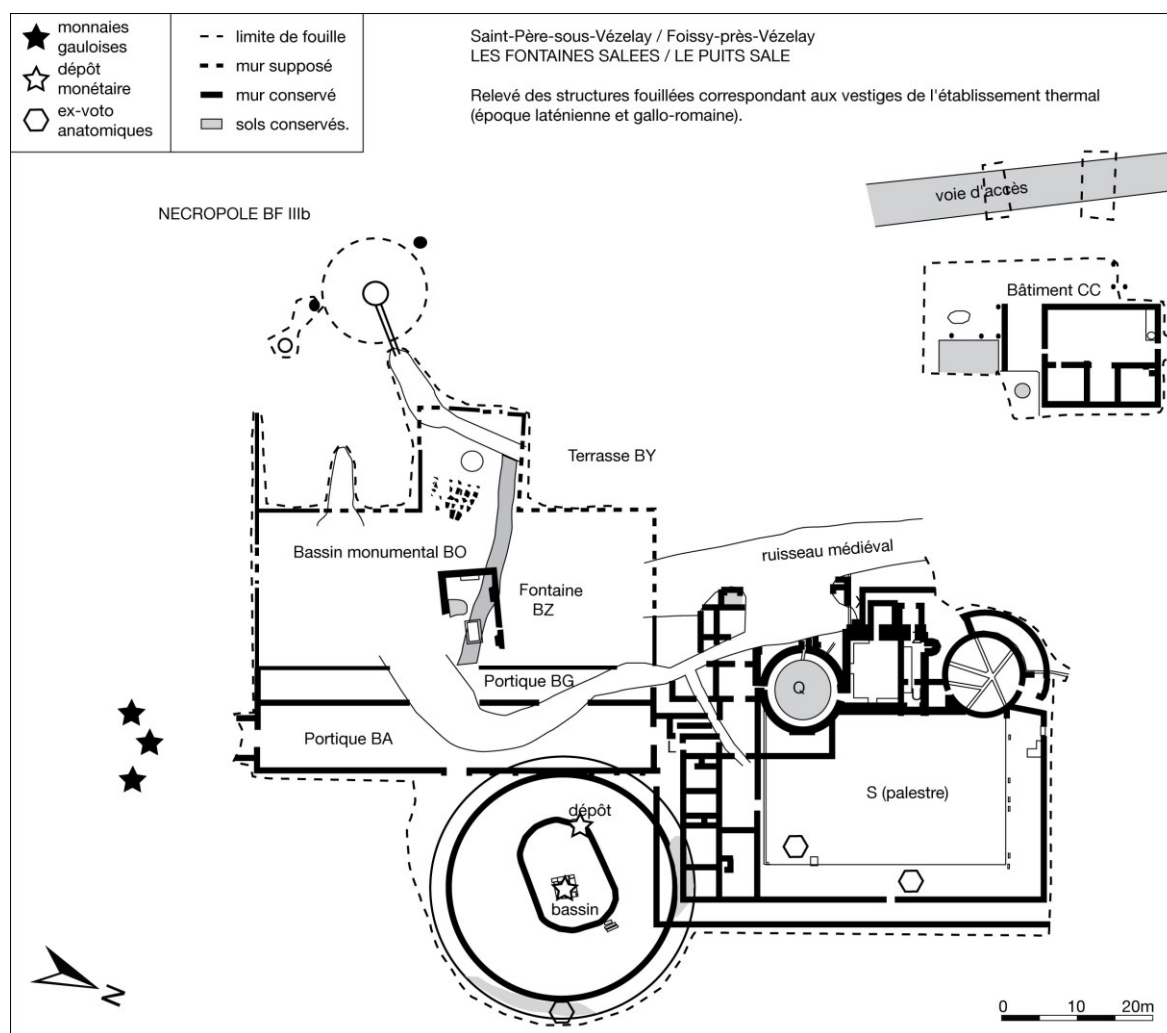 monnaies
gauloises
dépôt
monétaire
ex-voto
anatomiques
limite de fouille
mur supposé
mur conservé
sols conservés.
Saint-Père-sous-Vézelay / Foissy-près-Vézelay
LES FONTAINES SALEES / LE PUITS SALE
Relevé des structures fouillées correspondant aux vestiges de l'établissement thermal
(époque laténienne et gallo-romaine).
voie d'accès
NECROPOLE BF IIIb
Bâtiment CC
Terrasse BY
Bassin monumental BO
ruisseau médiéval
Fontaine
BZ
Portique BG
Q
Portique BA
L
S (palestre)
dépôt
bassin
N
0 10 20m